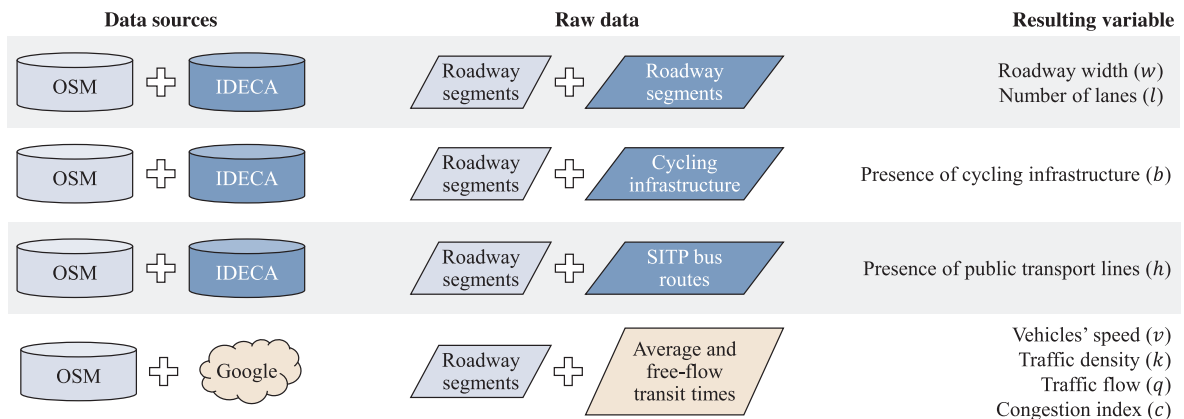 Data sources Raw data Resulting variable
OSM IDECA Roadway segments Roadway segments Roadway width (w)
Number of lanes (l)
OSM IDECA Roadway segments Cycling infrastructure Presence of cycling infrastructure (b)
OSM IDECA Roadway segments SITP bus routes Presence of public transport lines (h)
OSM Google Roadway segments Average and free-flow transit times Vehicles' speed (v)
Traffic density (k)
Traffic flow (q)
Congestion index (c)